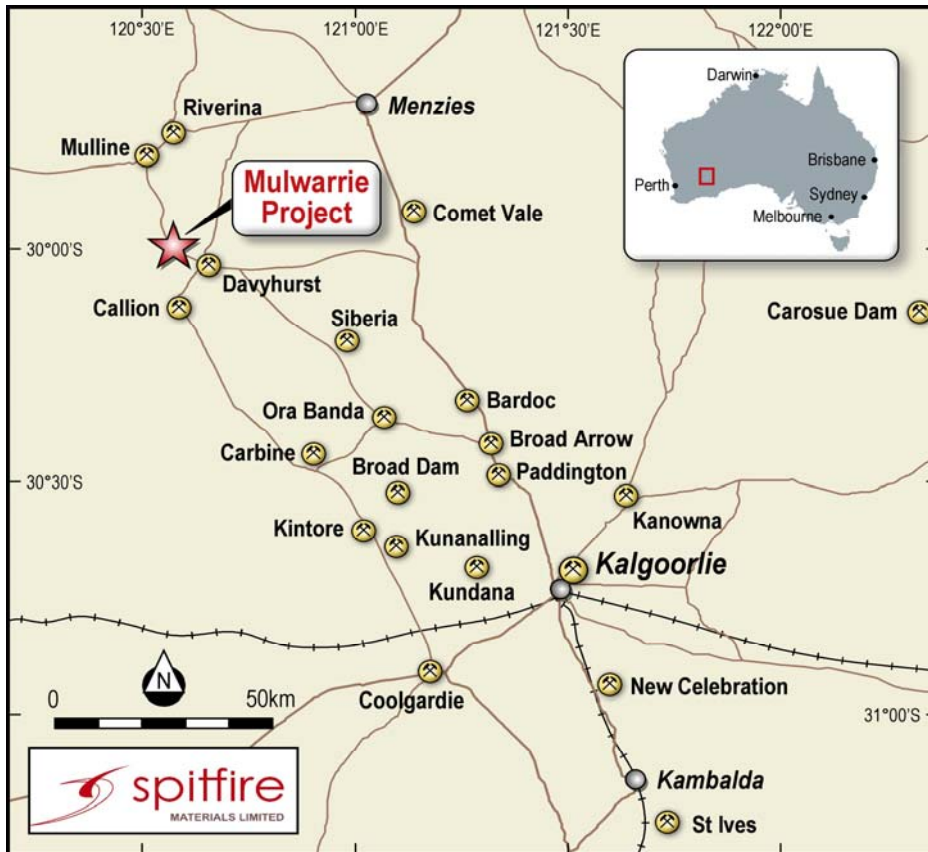 120°30'E
121°00'E
121°30'E
122°00'E
Riverina
Menzies
Mulline
Darwin
Brisbane
Perth
Sydney
Melbourne
Mulwarrie
Project
Comet Vale
30°00'S
Davyhurst
Callion
Siberia
Carosue Dam
Bardoc
Ora Banda
Broad Arrow
Carbine
Broad Dam
Paddington
30°30'S
Kanowna
Kintore
Kunanalling
Kalgoorlie
Kundana
N
0
50km
Coolgardie
New Celebration
31°00'S
spitfire
MATERIALS LIMITED
Kambalda
St Ives